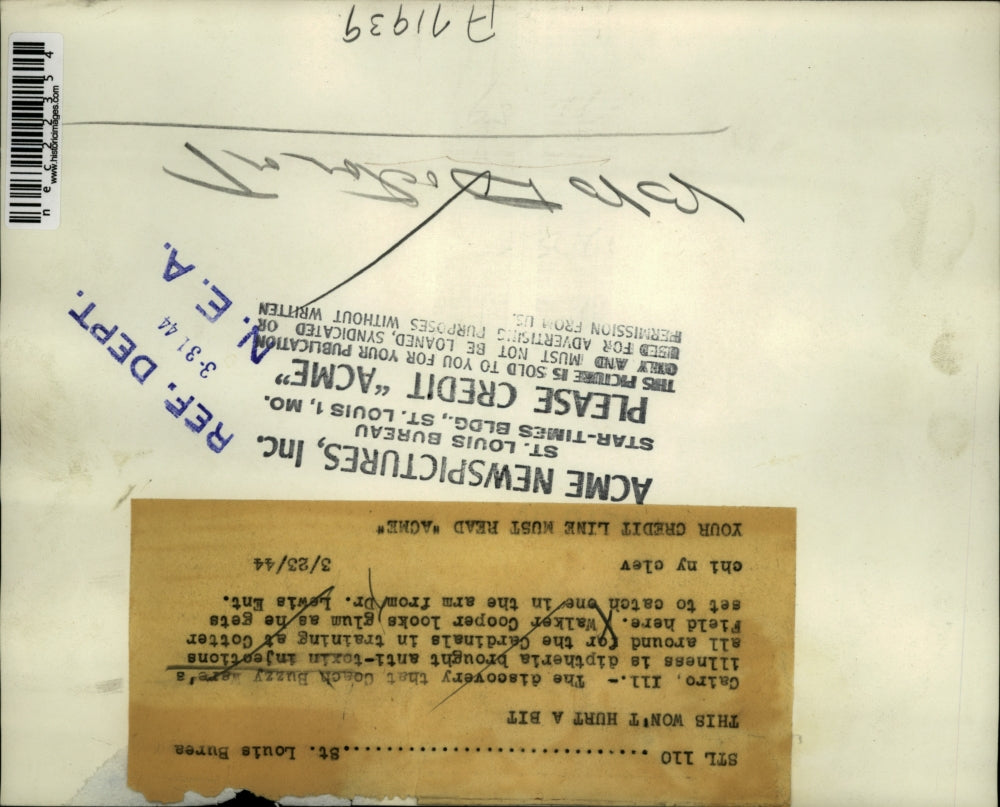 STL 110 ................................St. Louis Burea
THIS WON'T HURT A BIT
Cairo, Ill.- The discovery that Coach Buzzy Ware's
illness is diptheria brought anti-toxin injections
all around for the Cardinals in training at Cotter
Field here. Walker Cooper looks glum as he gets
set to catch one in the arm from Dr. Lewis Ent.
chi ny clev 3/23/44
YOUR CREDIT LINE MUST READ "ACME"
ACME NEWSPICTURES, Inc.
ST. LOUIS BUREAU
STAR-TIMES BLDG., ST. LOUIS 1, MO.
PLEASE CREDIT "ACME"
THIS PICTURE IS SOLD TO YOU FOR YOUR PUBLICATION
ONLY AND MUST NOT BE LOANED, SYNDICATED OR
USED FOR ADVERTISING PURPOSES WITHOUT WRITTEN
PERMISSION FROM US.
REF. DEPT.
3-31 44
N. E. A.
A71939
nec22354
www.historicimages.com